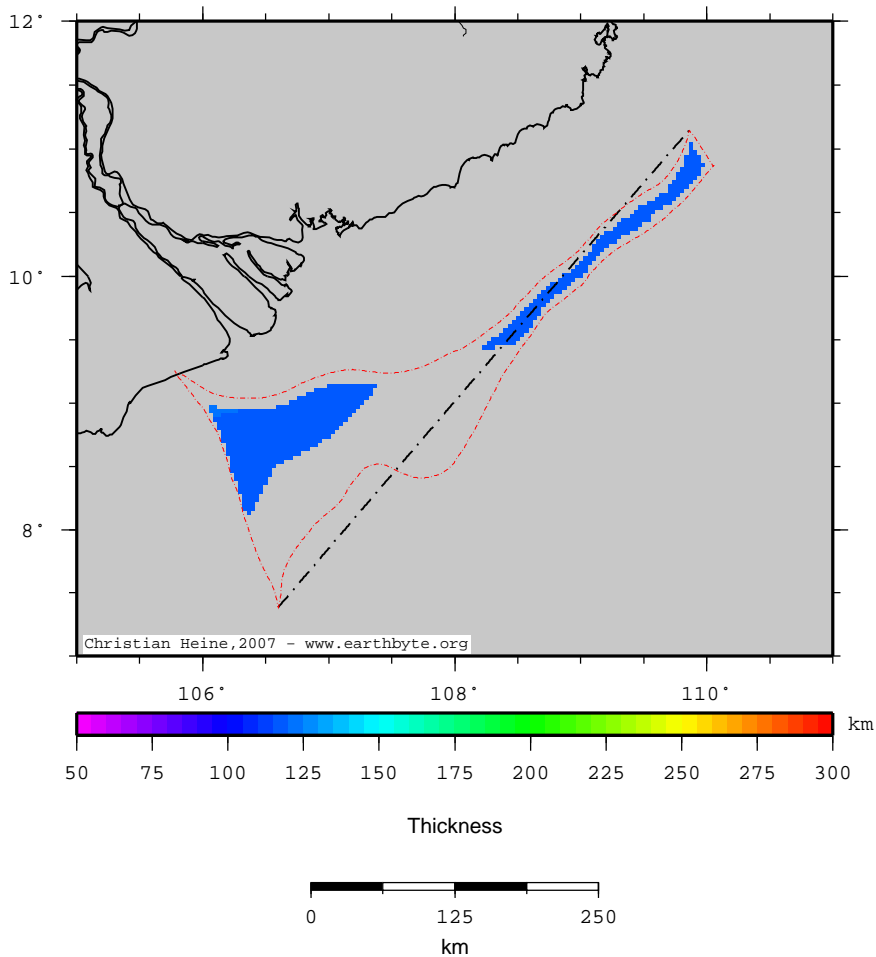 12˚
10˚
8˚
Christian Heine,2007 - www.earthbyte.org
106˚ 108˚ 110˚
km
50 75 100 125 150 175 200 225 250 275 300
Thickness
0 125 250
km